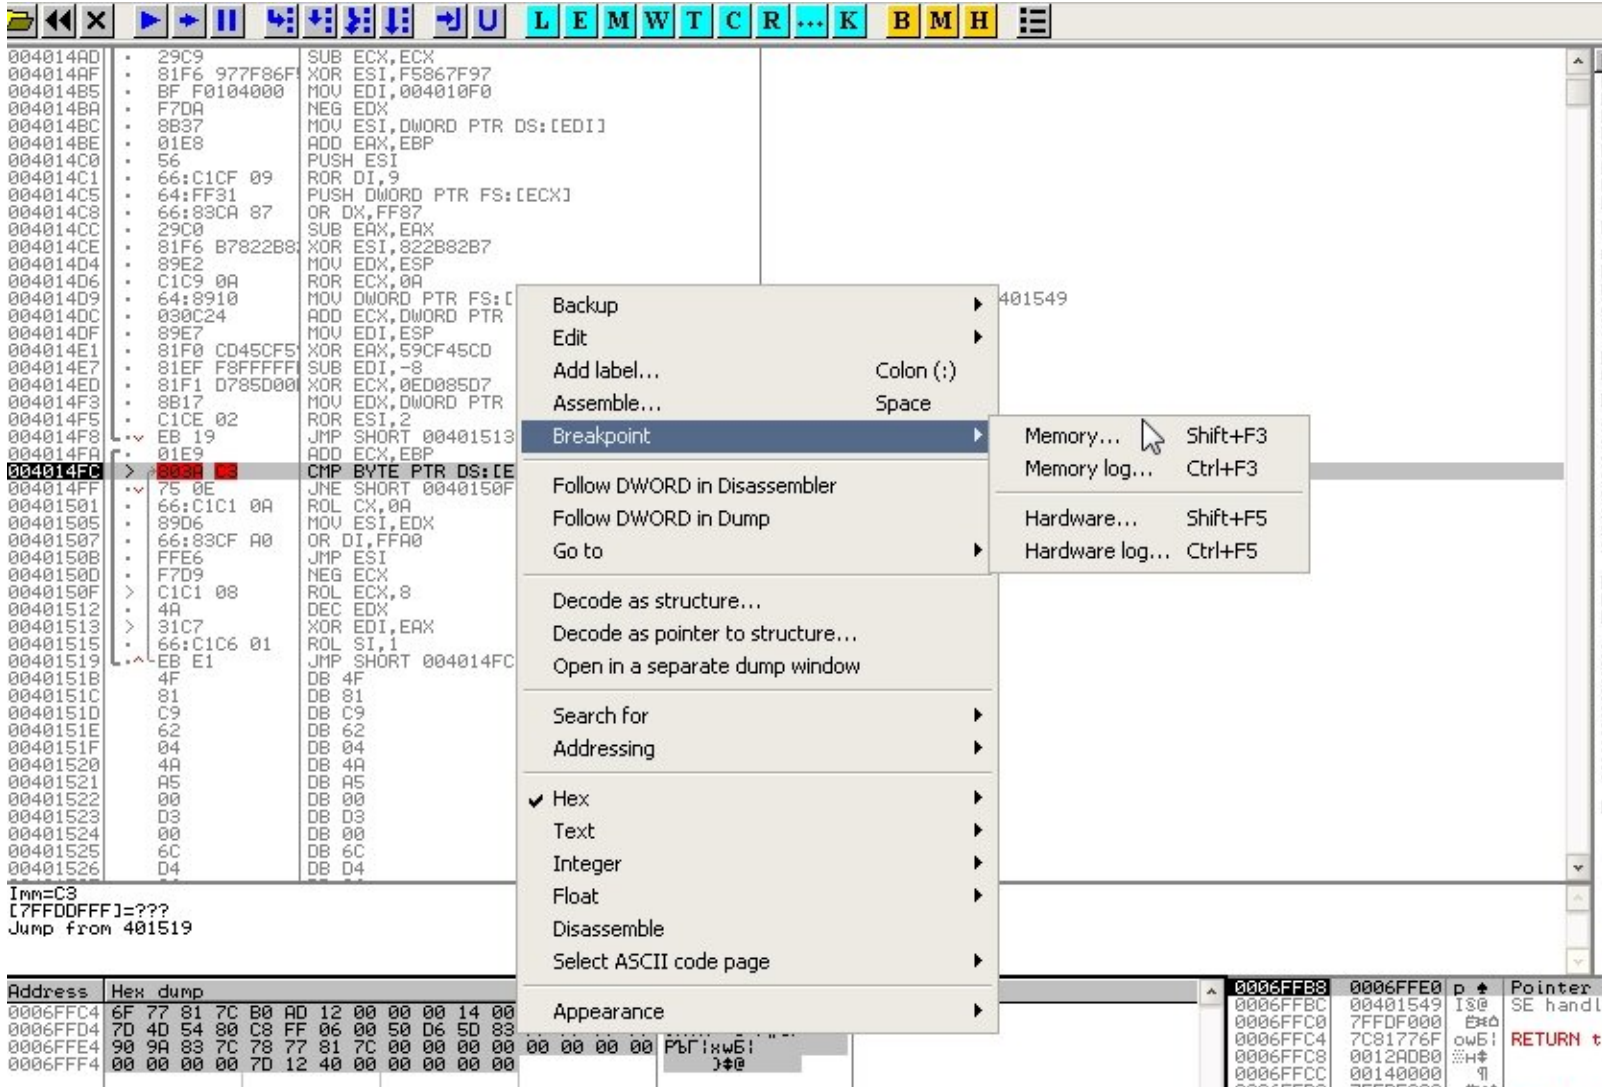 L E M W T C R ... K B M H
004014AD · 29C9 SUB ECX,ECX
004014AF · 81F6 977F86F XOR ESI,F5867F97
004014B5 · BF F0104000 MOV EDI,004010F0
004014BA · F7DA NEG EDX
004014BC · 8B37 MOV ESI,DWORD PTR DS:[EDI]
004014BE · 01E8 ADD EAX,EBP
004014C0 · 56 PUSH ESI
004014C1 · 66:C1CF 09 ROR DI,9
004014C5 · 64:FF31 PUSH DWORD PTR FS:[ECX]
004014C8 · 66:83CA 87 OR DX,FF87
004014CC · 29C0 SUB EAX,EAX
004014CE · 81F6 B7822B8 XOR ESI,822B82B7
004014D4 · 89E2 MOV EDX,ESP
004014D6 · C1C9 0A ROR ECX,0A
004014D9 · 64:8910 MOV DWORD PTR FS:[ 401549
004014DC · 030C24 ADD ECX,DWORD PTR
004014DF · 89E7 MOV EDI,ESP
004014E1 · 81F0 CD45CF5 XOR EAX,59CF45CD
004014E7 · 81EF F8FFFFF SUB EDI,-8
004014ED · 81F1 D785D00 XOR ECX,0ED085D7
004014F3 · 8B17 MOV EDX,DWORD PTR
004014F5 · C1CE 02 ROR ESI,2
004014F8 EB 19 JMP SHORT 00401513
004014FA · 01E9 ADD ECX,EBP
004014FC > 803A C3 CMP BYTE PTR DS:[E
004014FF · 75 0E JNE SHORT 0040150F
00401501 · 66:C1C1 0A ROL CX,0A
00401505 · 89D6 MOV ESI,EDX
00401507 · 66:83CF A0 OR DI,FFA0
0040150B · FFE6 JMP ESI
0040150D · F7D9 NEG ECX
0040150F > C1C1 08 ROL ECX,8
00401512 · 4A DEC EDX
00401513 > 31C7 XOR EDI,EAX
00401515 · 66:C1C6 01 ROL SI,1
00401519 EB E1 JMP SHORT 004014FC
0040151B 4F DB 4F
0040151C 81 DB 81
0040151D C9 DB C9
0040151E 62 DB 62
0040151F 04 DB 04
00401520 4A DB 4A
00401521 A5 DB A5
00401522 00 DB 00
00401523 D3 DB D3
00401524 00 DB 00
00401525 6C DB 6C
00401526 D4 DB D4
Backup
Edit
Add label... Colon (:)
Assemble... Space
Breakpoint
Follow DWORD in Disassembler
Follow DWORD in Dump
Go to
Decode as structure...
Decode as pointer to structure...
Open in a separate dump window
Search for
Addressing
Hex
Text
Integer
Float
Disassemble
Select ASCII code page
Appearance
Memory... Shift+F3
Memory log... Ctrl+F3
Hardware... Shift+F5
Hardware log... Ctrl+F5
Imm=C3
[7FFDDFFF]=???
Jump from 401519
Address Hex dump
0006FFC4 6F 77 81 7C B0 AD 12 00 00 00 14 00
0006FFD4 7D 4D 54 80 C8 FF 06 00 50 D6 5D 83
0006FFE4 90 9A 83 7C 78 77 81 7C 00 00 00 00 00 00 00 00
0006FFF4 00 00 00 00 7D 12 40 00 00 00 00 00
0006FFB8 0006FFE0 Pointer
0006FFBC 00401549 I§@ SE handl
0006FFC0 7FFDF000
0006FFC4 7C81776F owБ¦ RETURN t
0006FFC8 0012ADB0
0006FFCC 00140000 ¶